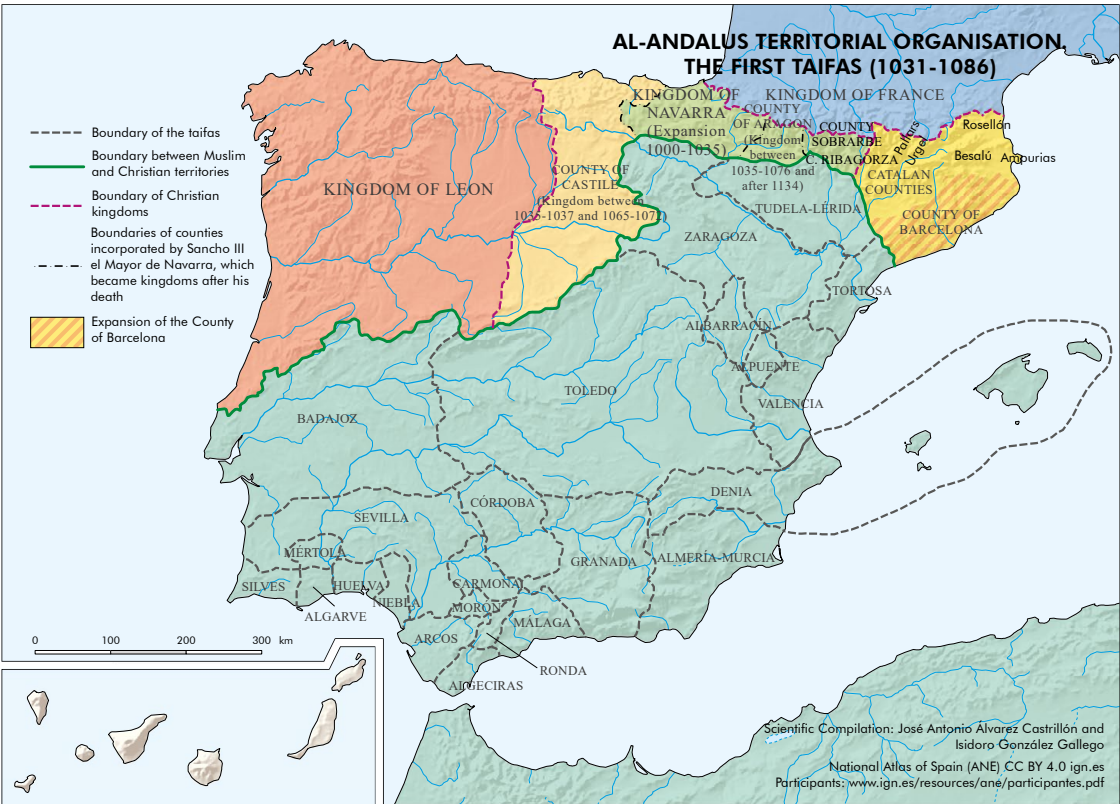 AL-ANDALUS TERRITORIAL ORGANISATION,
THE FIRST TAIFAS (1031-1086)
Boundary of the taifas
Boundary between Muslim
and Christian territories
Boundary of Christian
kingdoms
Boundaries of counties
incorporated by Sancho III
el Mayor de Navarra, which
became kingdoms after his
death
Expansion of the County
of Barcelona
KINGDOM OF LEON
COUNTY OF
CASTILE
(Kingdom between
1035-1037 and 1065-1072)
KINGDOM OF
NAVARRA
(Expansion
1000-1035)
KINGDOM OF FRANCE
COUNTY
OF ARAGON
(Kingdom
between
1035-1076 and
after 1134)
COUNTY
SOBRARBE
C. RIBAGORZA
Pallars
Urgel
Rosellón
Besalú
Ampurias
CATALAN
COUNTIES
COUNTY OF
BARCELONA
TUDELA-LÉRIDA
ZARAGOZA
TORTOSA
ALBARRACÍN
ALPUENTE
VALENCIA
TOLEDO
BADAJOZ
DENIA
CÓRDOBA
SEVILLA
MÉRTOLA
GRANADA
ALMERÍA-MURCIA
SILVES
HUELVA
NIEBLA
CARMONA
ALGARVE
MORÓN
MÁLAGA
ARCOS
RONDA
ALGECIRAS
0 100 200 300 km
Scientific Compilation: José Antonio Álvarez Castrillón and
Isidoro González Gallego
National Atlas of Spain (ANE) CC BY 4.0 ign.es
Participants: www.ign.es/resources/ane/participantes.pdf